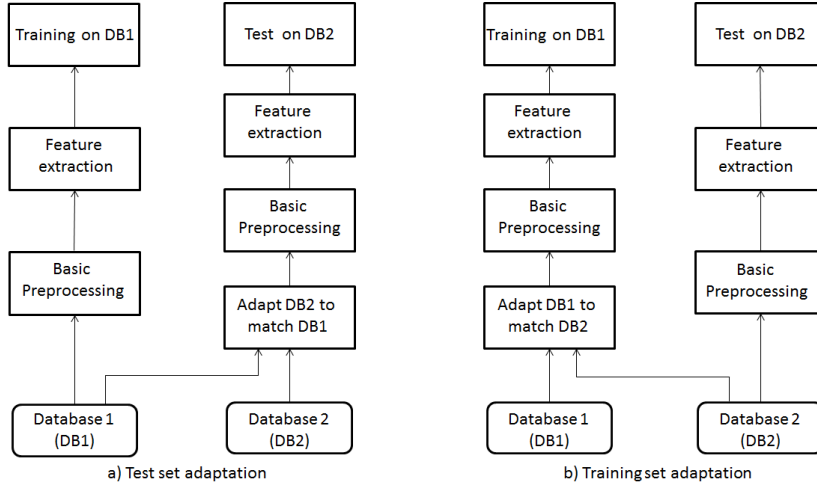 Training on DB1
Test on DB2
Feature
extraction
Feature
extraction
Basic
Preprocessing
Basic
Preprocessing
Adapt DB2 to
match DB1
Database 1
(DB1)
Database 2
(DB2)
a) Test set adaptation
Training on DB1
Test on DB2
Feature
extraction
Feature
extraction
Basic
Preprocessing
Basic
Preprocessing
Adapt DB1 to
match DB2
Database 1
(DB1)
Database 2
(DB2)
b) Training set adaptation